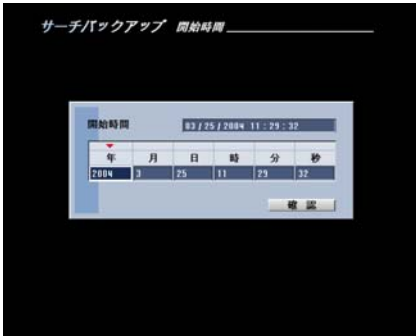 サーチバックアップ 開始時間
開始時間 03 / 25 / 2004 11 : 29 : 32
年 月 日 時 分 秒
2004 3 25 11 29 32
確 認